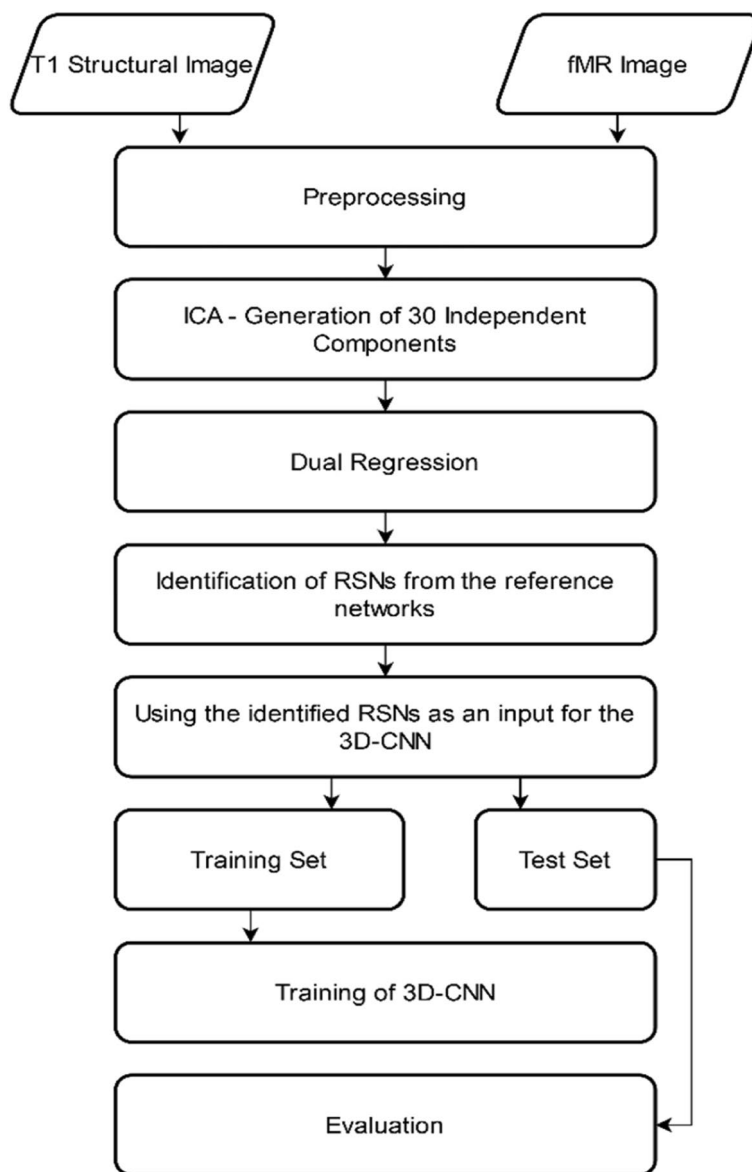 T1 Structural Image
fMR Image
Preprocessing
ICA - Generation of 30 Independent
Components
Dual Regression
Identification of RSNs from the reference
networks
Using the identified RSNs as an input for the
3D-CNN
Training Set
Test Set
Training of 3D-CNN
Evaluation